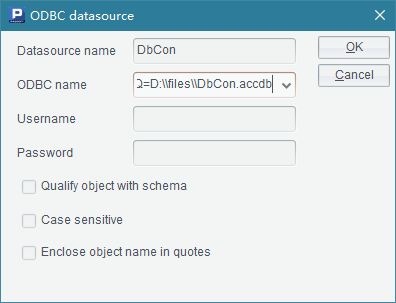 ODBC datasource
Datasource name DbCon
OK
ODBC name =D:\\files\\DbCon.accdb
Cancel
Username
Password
Qualify object with schema
Case sensitive
Enclose object name in quotes